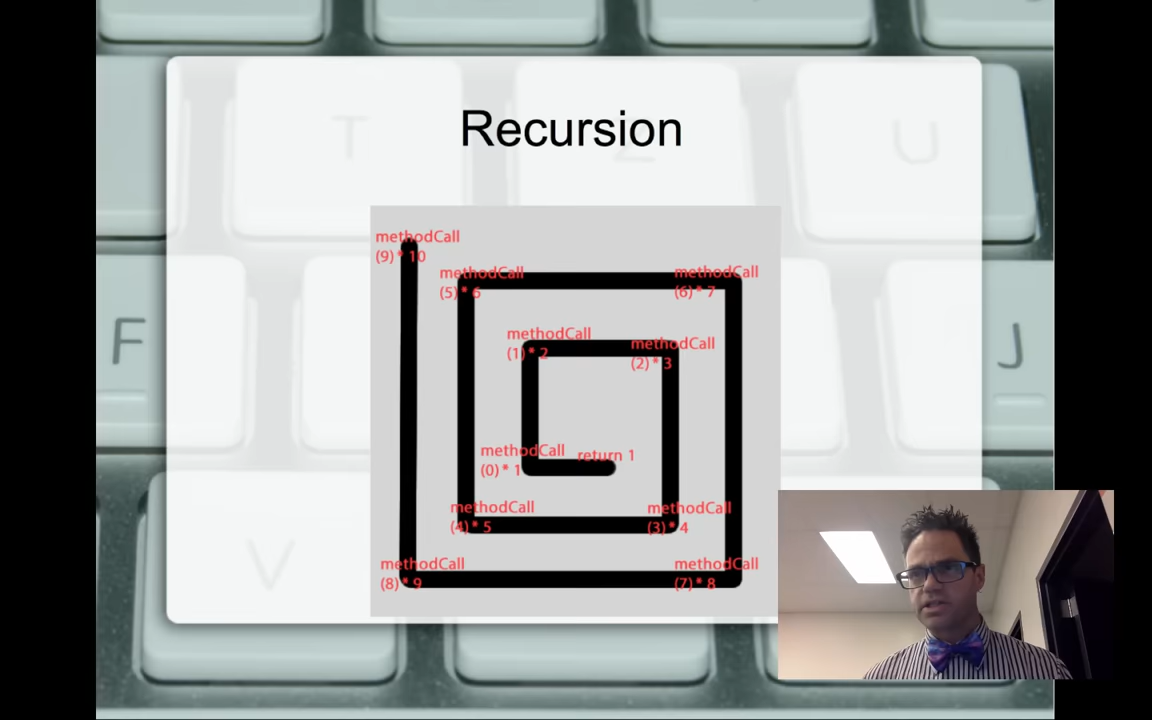 T
Z
U
Recursion
methodCall
(9) * 10
methodCall
(5) * 6
methodCall
(6) * 7
methodCall
(1) * 2
methodCall
(2) * 3
F
J
methodCall
(0) * 1
return 1
methodCall
(4) * 5
methodCall
(3) * 4
V
methodCall
(8) * 9
methodCall
(7) * 8